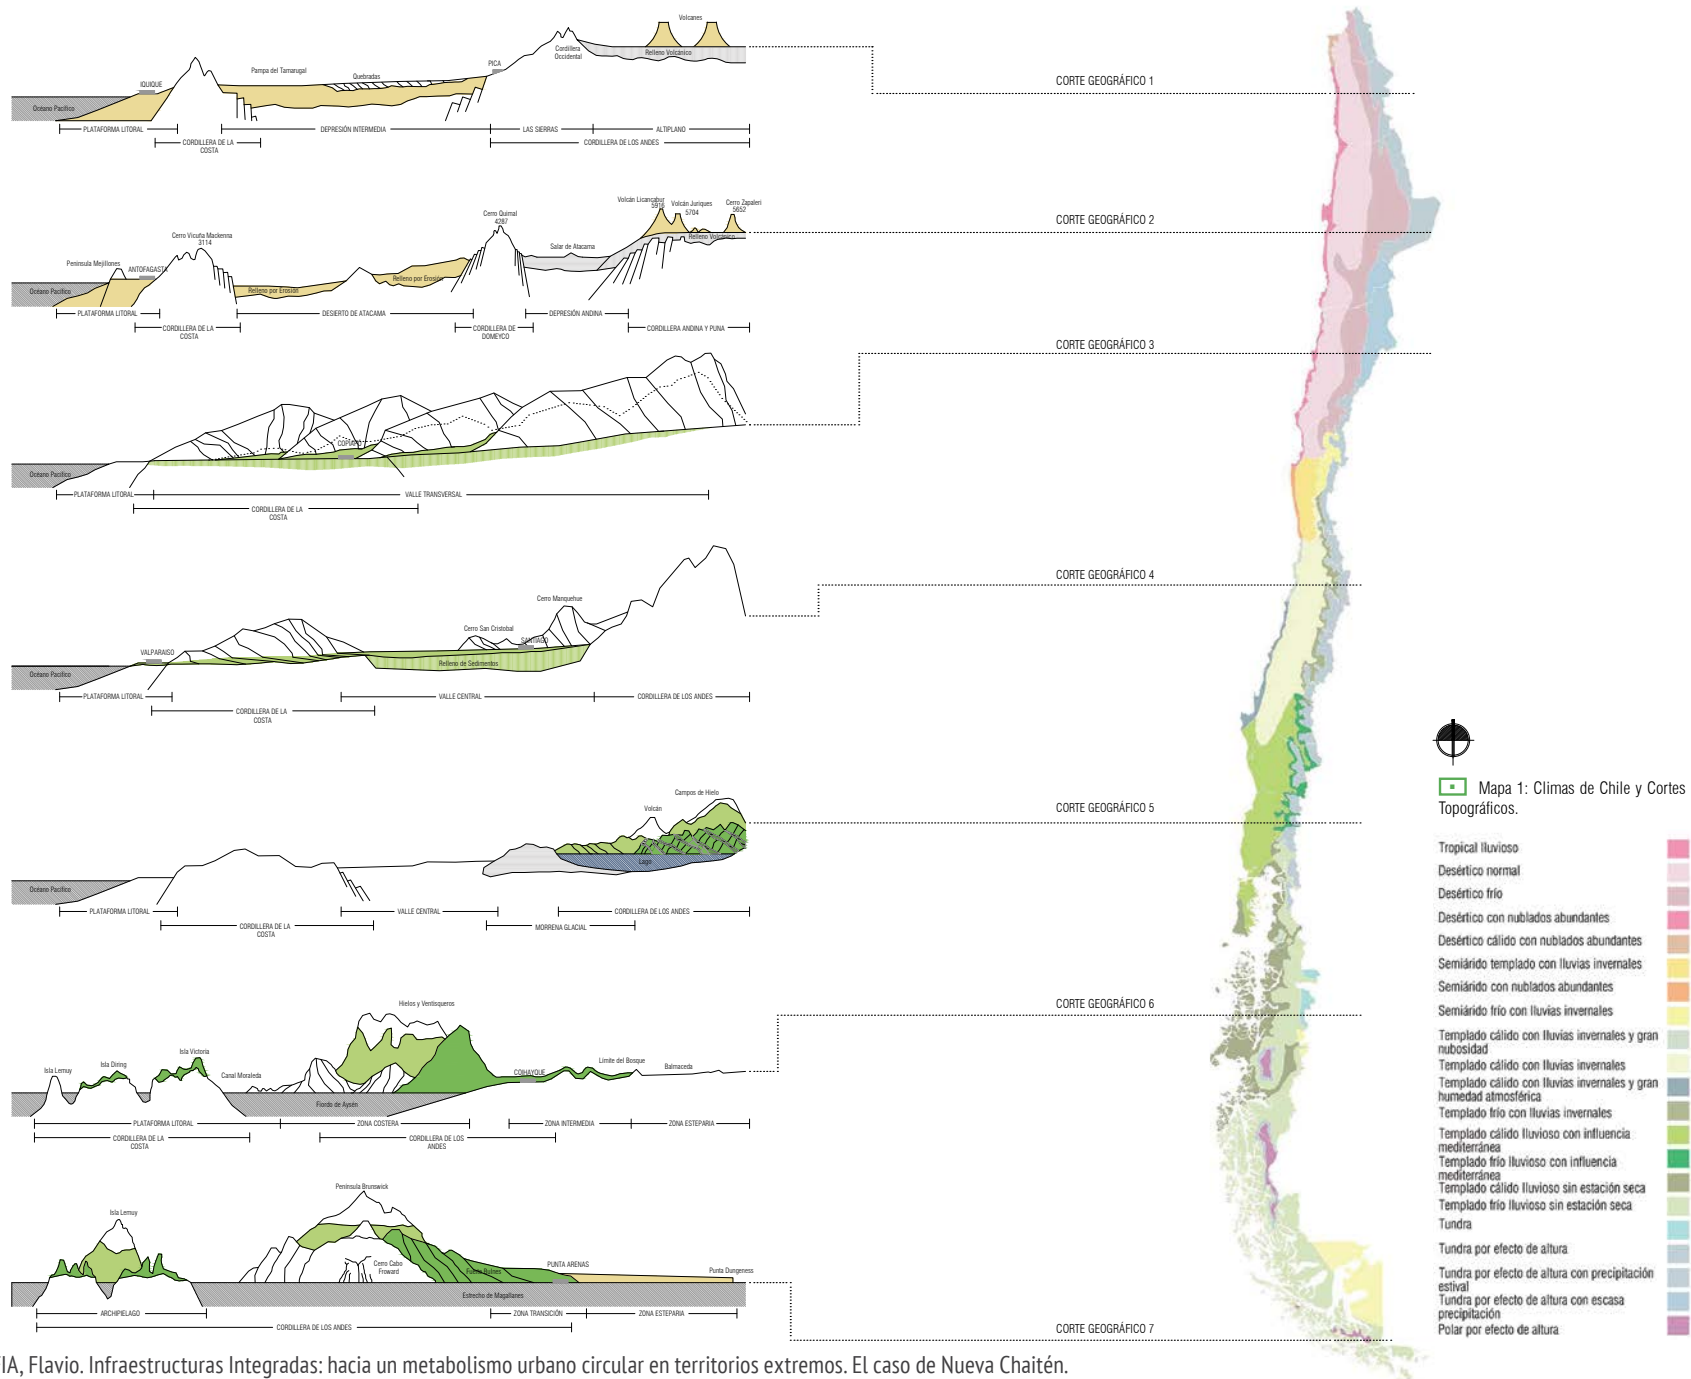 Volcanes
Cordillera
Occidental
Relleno Volcánico
PICA
Pampa del Tamarugal
Quebradas
IQUIQUE
Océano Pacífico
PLATAFORMA LITORAL
DEPRESIÓN INTERMEDIA
LAS SIERRAS
ALTIPLANO
CORDILLERA DE LA
COSTA
CORDILLERA DE LOS ANDES
CORTE GEOGRÁFICO 1
Volcán Licancabur
5916
Volcán Juriques
5704
Cerro Zapaleri
5652
Cerro Quimal
4287
Cerro Vicuña Mackenna
3114
Relleno Volcánico
Salar de Atacama
Península Mejillones
ANTOFAGASTA
Relleno por Erosión
Relleno por Erosión
Océano Pacífico
PLATAFORMA LITORAL
DESIERTO DE ATACAMA
DEPRESIÓN ANDINA
CORDILLERA DE LA
COSTA
CORDILLERA DE
DOMEYCO
CORDILLERA ANDINA Y PUNA
CORTE GEOGRÁFICO 2
CORTE GEOGRÁFICO 3
COPIAPÓ
Océano Pacífico
PLATAFORMA LITORAL
VALLE TRANSVERSAL
CORDILLERA DE LA
COSTA
CORTE GEOGRÁFICO 4
Cerro Manquehue
Cerro San Cristobal
SANTIAGO
VALPARAISO
Relleno de Sedimentos
Océano Pacífico
PLATAFORMA LITORAL
VALLE CENTRAL
CORDILLERA DE LOS ANDES
CORDILLERA DE LA
COSTA
CORTE GEOGRÁFICO 5
Campos de Hielo
Volcán
Lago
Océano Pacífico
PLATAFORMA LITORAL
VALLE CENTRAL
CORDILLERA DE LOS ANDES
CORDILLERA DE LA
COSTA
MORRENA GLACIAL
CORTE GEOGRÁFICO 6
Hielos y Ventisqueros
Isla Victoria
Isla Diring
Isla Lemuy
Canal Moraleda
Límite del Bosque
COIHAYQUE
Balmaceda
Fiordo de Aysén
PLATAFORMA LITORAL
ZONA COSTERA
ZONA INTERMEDIA
ZONA ESTEPARIA
CORDILLERA DE LA
COSTA
CORDILLERA DE LOS
ANDES
Península Brunswick
Isla Lemuy
Cerro Cabo
Froward
Fuerte Bulnes
PUNTA ARENAS
Punta Dungeness
Estrecho de Magallanes
ARCHIPIELAGO
ZONA TRANSICIÓN
ZONA ESTEPARIA
CORDILLERA DE LOS ANDES
CORTE GEOGRÁFICO 7
Mapa 1: Climas de Chile y Cortes
Topográficos.
Tropical lluvioso
Desértico normal
Desértico frío
Desértico con nublados abundantes
Desértico cálido con nublados abundantes
Semiárido templado con lluvias invernales
Semiárido con nublados abundantes
Semiárido frío con lluvias invernales
Templado cálido con lluvias invernales y gran
nubosidad
Templado cálido con lluvias invernales
Templado cálido con lluvias invernales y gran
humedad atmosférica
Templado frío con lluvias invernales
Templado cálido lluvioso con influencia
mediterránea
Templado frío lluvioso con influencia
mediterránea
Templado cálido lluvioso sin estación seca
Templado frío lluvioso sin estación seca
Tundra
Tundra por efecto de altura
Tundra por efecto de altura con precipitación
estival
Tundra por efecto de altura con escasa
precipitación
Polar por efecto de altura
IA, Flavio. Infraestructuras Integradas: hacia un metabolismo urbano circular en territorios extremos. El caso de Nueva Chaitén.